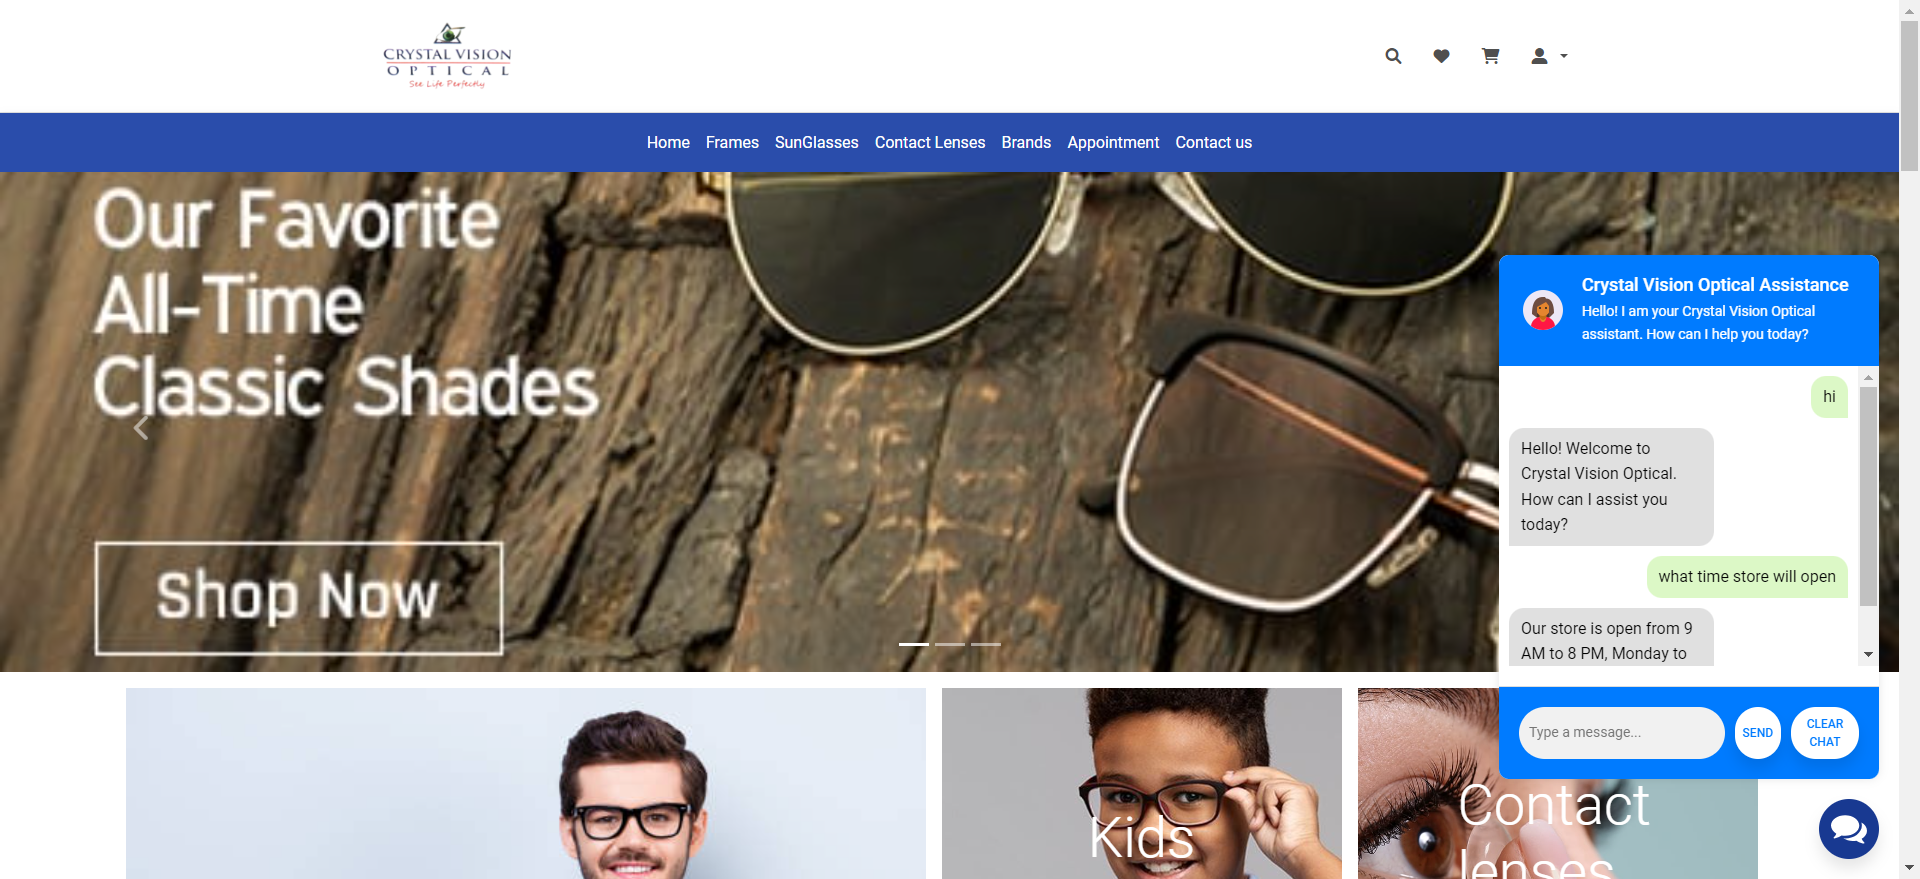 CRYSTAL VISION
OPTICAL
See Life Perfectly
Home Frames SunGlasses Contact Lenses Brands Appointment Contact us
Our Favorite
All-Time
Classic Shades
Shop Now
Crystal Vision Optical Assistance
Hello! I am your Crystal Vision Optical
assistant. How can I help you today?
hi
Hello! Welcome to
Crystal Vision Optical.
How can I assist you
today?
what time store will open
Our store is open from 9
AM to 8 PM, Monday to
Type a message...
SEND
CLEAR
CHAT
Kids
Contact
lenses